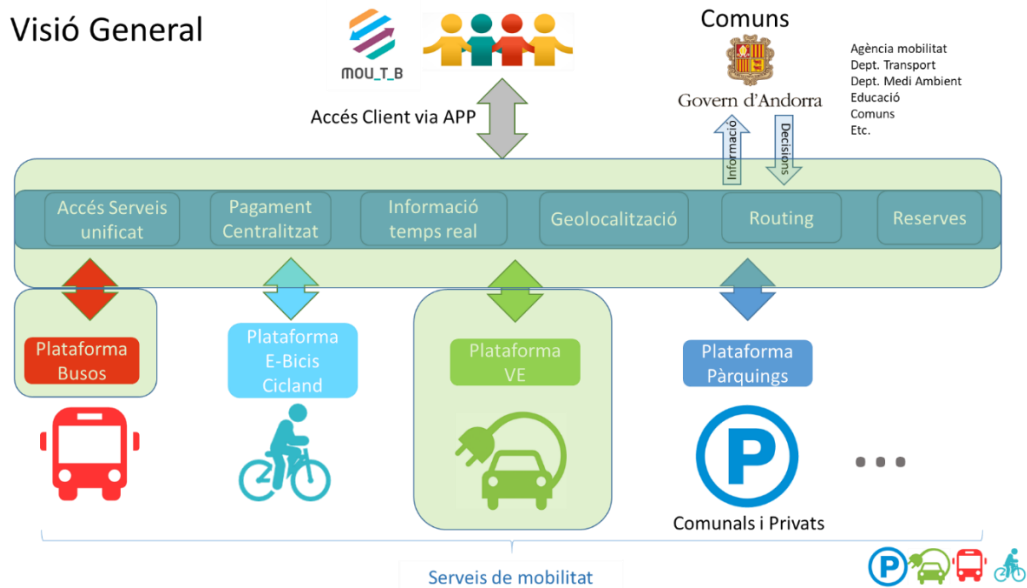 Visió General
MOU_T_B
Comuns
Govern d'Andorra
Agència mobilitat
Dept. Transport
Dept. Medi Ambient
Educació
Comuns
Etc.
Accés Client via APP
Informació
Decisions
Accés Serveis
unificat
Pagament
Centralitzat
Informació
temps real
Geolocalització
Routing
Reserves
Plataforma
Busos
Plataforma
E-Bicis
Cicland
Plataforma
VE
Plataforma
Pàrquings
P
Comunals i Privats
...
Serveis de mobilitat
P